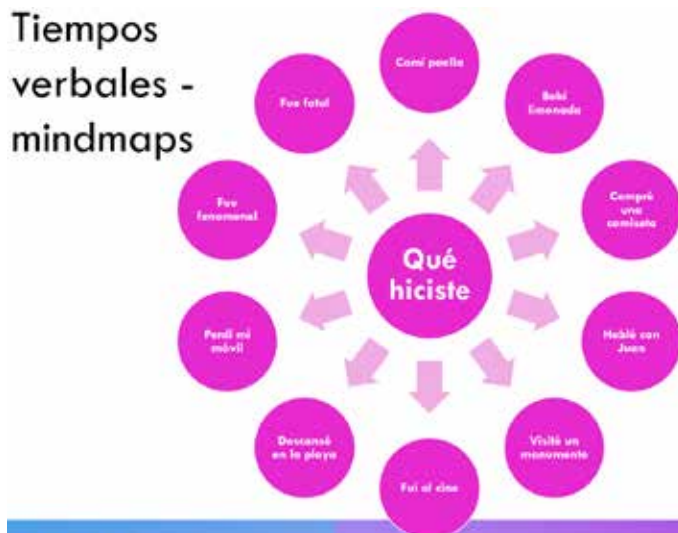 Tiempos
verbales -
mindmaps
Qué
hiciste
Comí paella
Bebí
limonada
Compré
una
camiseta
Hablé con
Juan
Visité un
monumento
Fui al cine
Descansé
en la playa
Perdí mi
móvil
Fue
fenomenal
Fue fatal